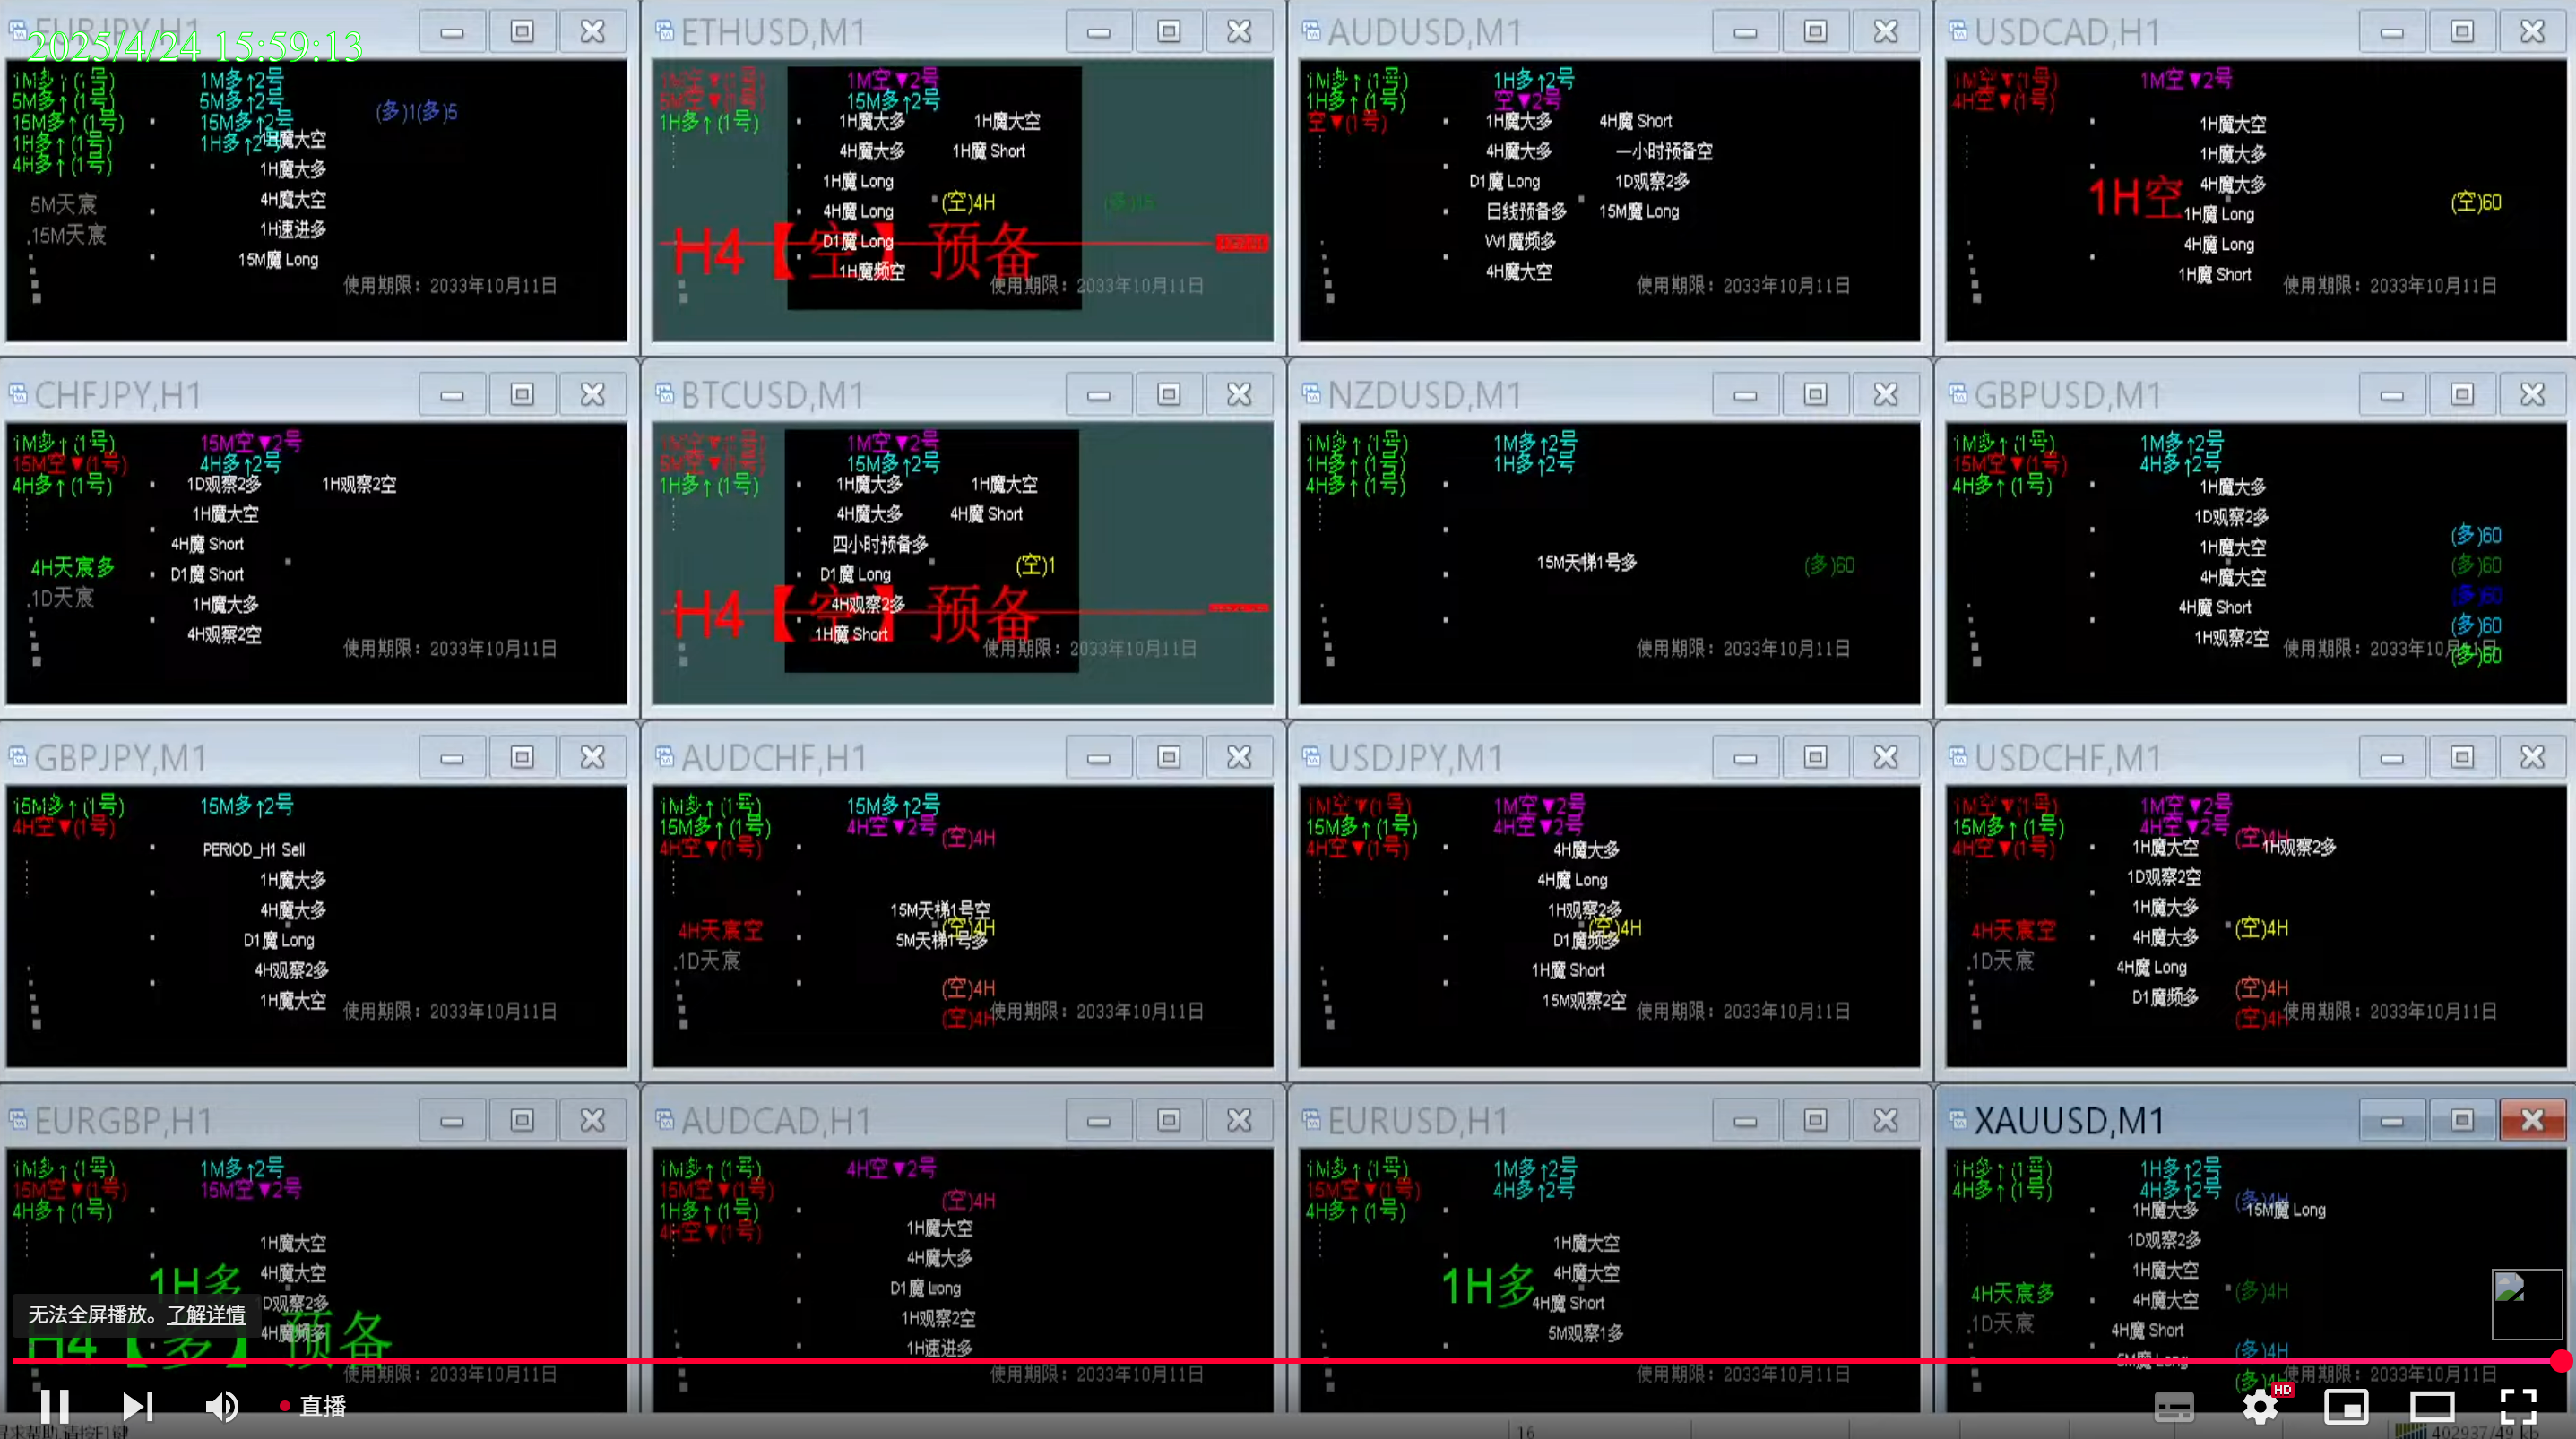 EURJPY,H1
2025/4/24 15:59:13
1M多↑(1号)
5M多↑(1号)
15M多↑(1号)
1H多↑(1号)
4H多↑(1号)
1M多↑2号
5M多↑2号
15M多↑2号
1H多↑2号
(多)1(多)5
1H魔大空
1H魔大多
4H魔大空
1H速进多
15M魔 Long
5M天宸
.15M天宸
使用期限：2033年10月11日
ETHUSD,M1
5M空▼(1号)
1H多↑(1号)
1M空▼2号
15M多↑2号
1H魔大多
1H魔大空
4H魔大多
1H魔 Short
1H魔 Long
(空)4H
(多)15
4H魔 Long
D1魔 Long
H4【空】预备
1H魔频空
使用期限：2033年10月11日
AUDUSD,M1
1M多↑(1号)
1H多↑(1号)
空▼(1号)
1H多↑2号
空▼2号
1H魔大多
4H魔 Short
4H魔大多
一小时预备空
D1魔 Long
1D观察2多
日线预备多
15M魔 Long
W1魔频多
4H魔大空
使用期限：2033年10月11日
USDCAD,H1
1M空▼(1号)
4H空▼(1号)
1M空▼2号
1H魔大空
1H魔大多
4H魔大多
1H空
1H魔 Long
(空)60
4H魔 Long
1H魔 Short
使用期限：2033年10月11日
CHFJPY,H1
1M多↑(1号)
15M空▼(1号)
4H多↑(1号)
15M空▼2号
4H多↑2号
1D观察2多
1H观察2空
1H魔大空
4H魔 Short
D1魔 Short
1H魔大多
4H观察2空
4H天宸多
.1D天宸
使用期限：2033年10月11日
BTCUSD,M1
5M空▼(1号)
1H多↑(1号)
1M空▼2号
15M多↑2号
1H魔大多
1H魔大空
4H魔大多
4H魔 Short
四小时预备多
(空)1
D1魔 Long
4H观察2多
H4【空】预备
1H魔 Short
使用期限：2033年10月11日
NZDUSD,M1
1M多↑(1号)
1H多↑(1号)
4H多↑(1号)
1M多↑2号
1H多↑2号
15M天梯1号多
(多)60
使用期限：2033年10月11日
GBPUSD,M1
1M多↑(1号)
15M空▼(1号)
4H多↑(1号)
1M多↑2号
4H多↑2号
1H魔大多
1D观察2多
1H魔大空
4H魔大空
4H魔 Short
1H观察2空
(多)60
(多)60
(多)60
(多)60
(多)60
使用期限：2033年10月11日
GBPJPY,M1
15M多↑(1号)
4H空▼(1号)
15M多↑2号
PERIOD_H1 Sell
1H魔大多
4H魔大多
D1魔 Long
4H观察2多
1H魔大空
使用期限：2033年10月11日
AUDCHF,H1
1M多↑(1号)
15M多↑(1号)
4H空▼(1号)
15M多↑2号
4H空▼2号
(空)4H
15M天梯1号空
(空)4H
5M天梯1号多
4H天宸空
.1D天宸
(空)4H
(空)4H
使用期限：2033年10月11日
USDJPY,M1
1M空▼(1号)
15M多↑(1号)
4H空▼(1号)
1M空▼2号
4H空▼2号
4H魔大多
4H魔 Long
1H观察2多
(空)4H
D1魔频多
1H魔 Short
15M观察2空
使用期限：2033年10月11日
USDCHF,M1
1M空▼(1号)
15M多↑(1号)
4H空▼(1号)
1M空▼2号
4H空▼2号
(空)4H
1H魔大空
1H观察2多
1D观察2空
1H魔大多
4H魔大多
(空)4H
4H魔 Long
D1魔频多
4H天宸空
.1D天宸
(空)4H
(空)4H
使用期限：2033年10月11日
EURGBP,H1
1M多↑(1号)
15M空▼(1号)
4H多↑(1号)
1M多↑2号
15M空▼2号
1H魔大空
1H多
4H魔大空
1D观察2多
4H魔频多
H4【多】预备
无法全屏播放。了解详情
使用期限：2033年10月11日
AUDCAD,H1
1M多↑(1号)
15M空▼(1号)
1H多↑(1号)
4H空▼(1号)
4H空▼2号
(空)4H
1H魔大空
4H魔大多
D1魔 Long
1H观察2空
1H速进多
使用期限：2033年10月11日
EURUSD,H1
1M多↑(1号)
15M空▼(1号)
4H多↑(1号)
1M多↑2号
4H多↑2号
1H魔大空
1H多
4H魔大空
4H魔 Short
5M观察1多
使用期限：2033年10月11日
XAUUSD,M1
1H多↑(1号)
4H多↑(1号)
1H多↑2号
4H多↑2号
(多)4H
1H魔大多
15M魔 Long
1D观察2多
1H魔大空
4H魔大空
(多)4H
4H魔 Short
5M魔 Long
4H天宸多
.1D天宸
(多)4H
(多)4H
使用期限：2033年10月11日
直播
HD
16
402937/49 kb